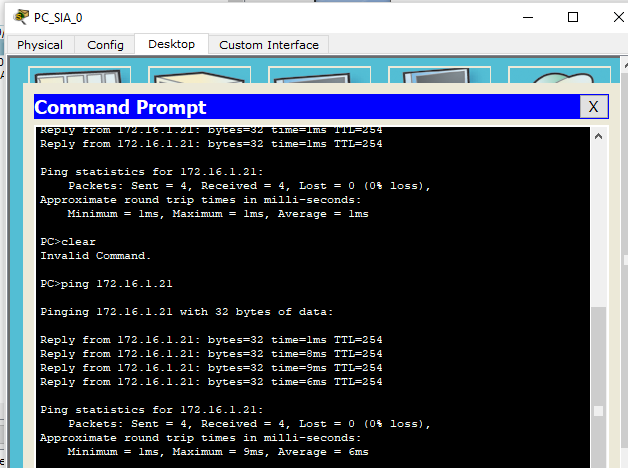 PC_SIA_0
Physical Config Desktop Custom Interface
Command Prompt X
Reply from 172.16.1.21: bytes=32 time=1ms TTL=254
Reply from 172.16.1.21: bytes=32 time=1ms TTL=254
Ping statistics for 172.16.1.21:
Packets: Sent = 4, Received = 4, Lost = 0 (0% loss),
Approximate round trip times in milli-seconds:
Minimum = 1ms, Maximum = 1ms, Average = 1ms
PC>clear
Invalid Command.
PC>ping 172.16.1.21
Pinging 172.16.1.21 with 32 bytes of data:
Reply from 172.16.1.21: bytes=32 time=1ms TTL=254
Reply from 172.16.1.21: bytes=32 time=8ms TTL=254
Reply from 172.16.1.21: bytes=32 time=9ms TTL=254
Reply from 172.16.1.21: bytes=32 time=6ms TTL=254
Ping statistics for 172.16.1.21:
Packets: Sent = 4, Received = 4, Lost = 0 (0% loss),
Approximate round trip times in milli-seconds:
Minimum = 1ms, Maximum = 9ms, Average = 6ms